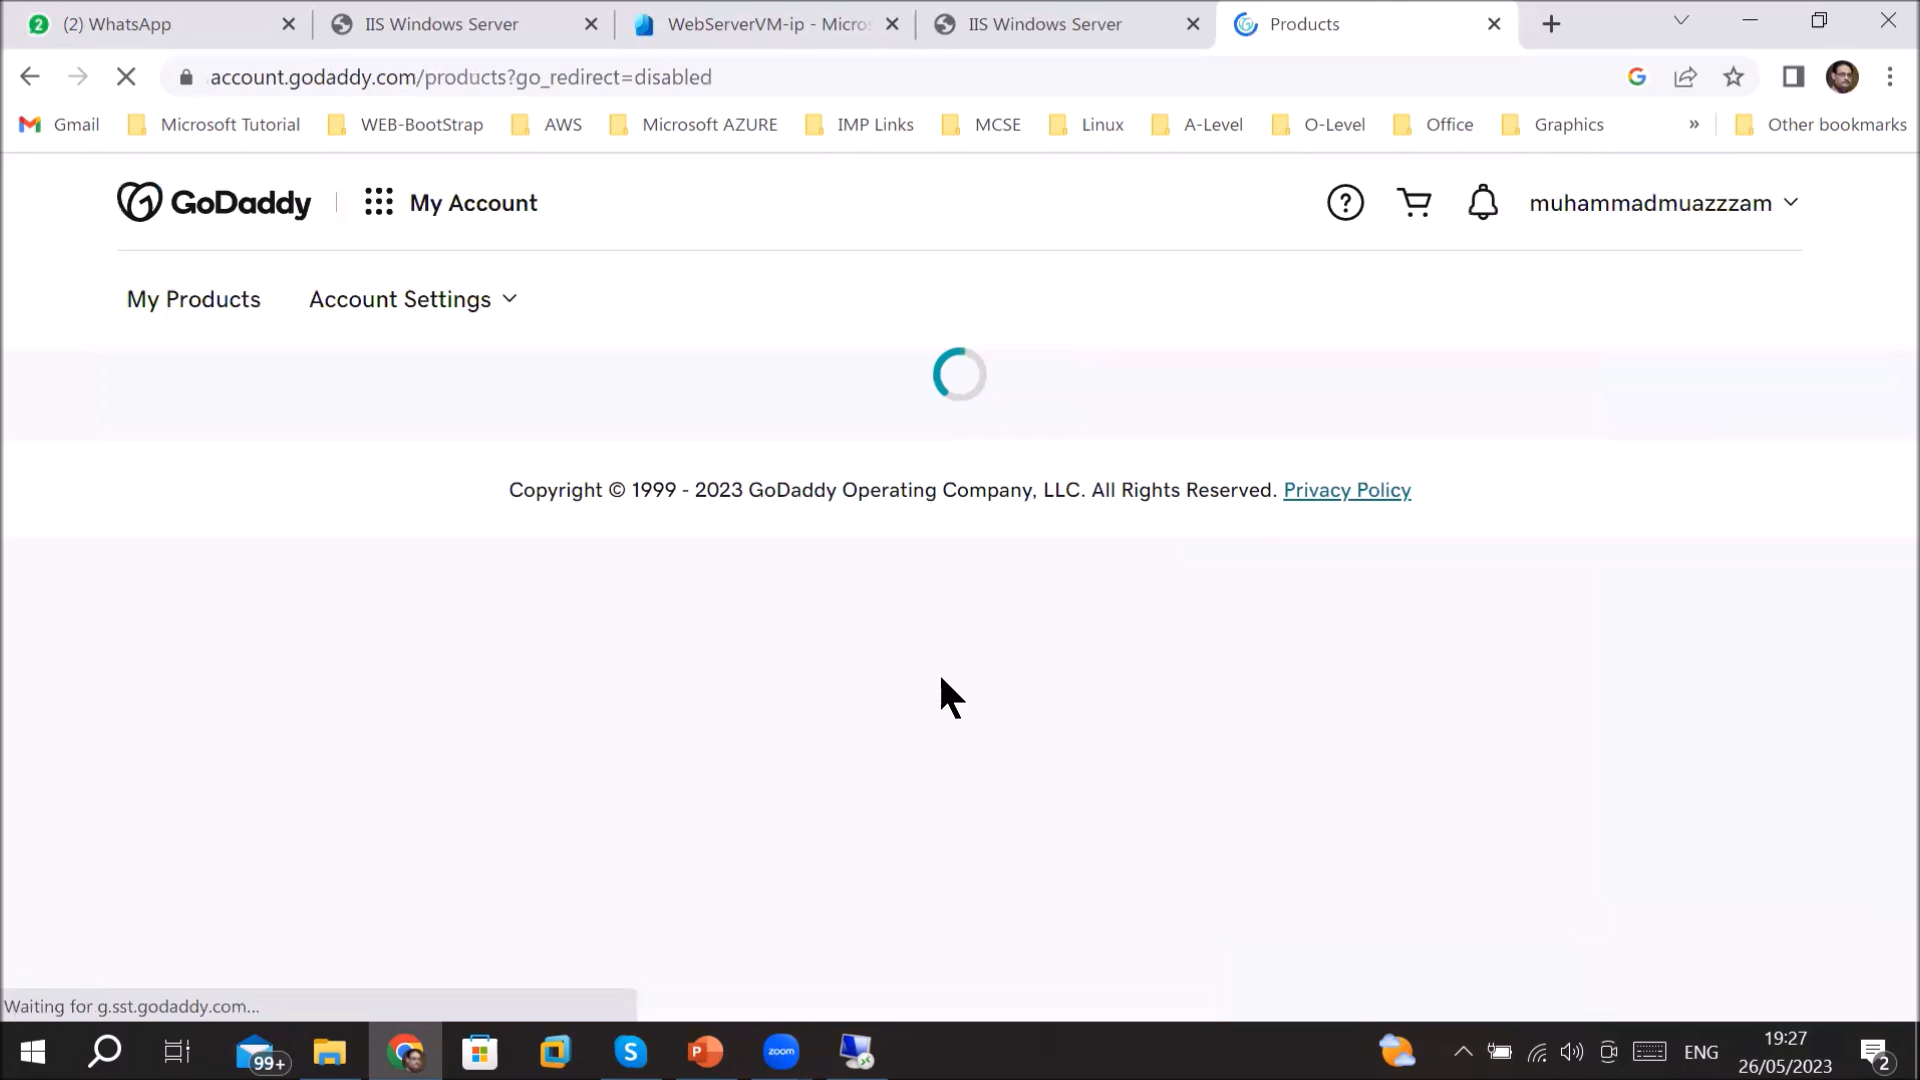 2 (2) WhatsApp
IIS Windows Server
WebServerVM-ip - Micros
IIS Windows Server
Products
account.godaddy.com/products?go_redirect=disabled
Gmail
Microsoft Tutorial
WEB-BootStrap
AWS
Microsoft AZURE
IMP Links
MCSE
Linux
A-Level
O-Level
Office
Graphics
»
Other bookmarks
GoDaddy
My Account
muhammadmuazzzam
My Products
Account Settings
Copyright © 1999 - 2023 GoDaddy Operating Company, LLC. All Rights Reserved. Privacy Policy
Waiting for g.sst.godaddy.com...
99+
S
P
zoom
ENG
19:27
26/05/2023
2